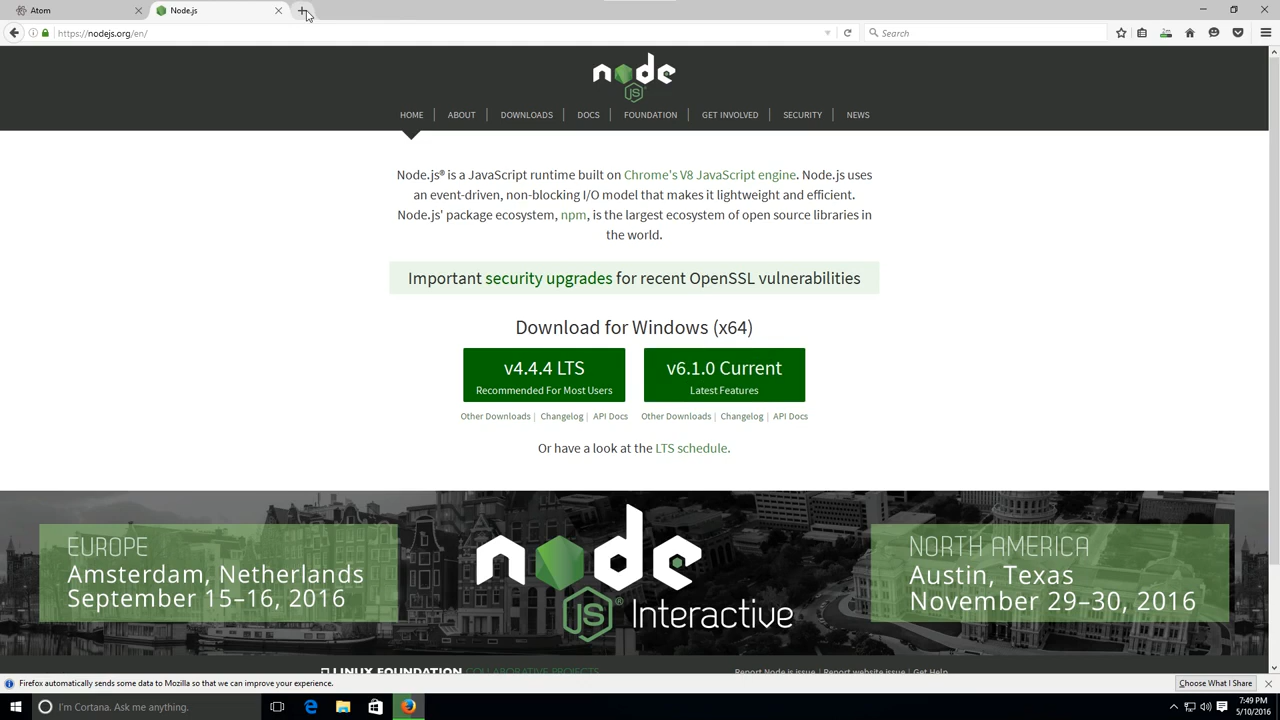 Atom
Node.js
https://nodejs.org/en/
Search
node
JS
HOME
ABOUT
DOWNLOADS
DOCS
FOUNDATION
GET INVOLVED
SECURITY
NEWS
Node.js® is a JavaScript runtime built on Chrome's V8 JavaScript engine. Node.js uses
an event-driven, non-blocking I/O model that makes it lightweight and efficient.
Node.js' package ecosystem, npm, is the largest ecosystem of open source libraries in
the world.
Important security upgrades for recent OpenSSL vulnerabilities
Download for Windows (x64)
v4.4.4 LTS
Recommended For Most Users
v6.1.0 Current
Latest Features
Other Downloads | Changelog | API Docs
Other Downloads | Changelog | API Docs
Or have a look at the LTS schedule.
EUROPE
Amsterdam, Netherlands
September 15–16, 2016
node
JS® Interactive
NORTH AMERICA
Austin, Texas
November 29–30, 2016
LINUX FOUNDATION COLLABORATIVE PROJECTS
Report Node.js issue | Report website issue | Get Help
Firefox automatically sends some data to Mozilla so that we can improve your experience.
Choose What I Share
I'm Cortana. Ask me anything.
7:49 PM
5/10/2016